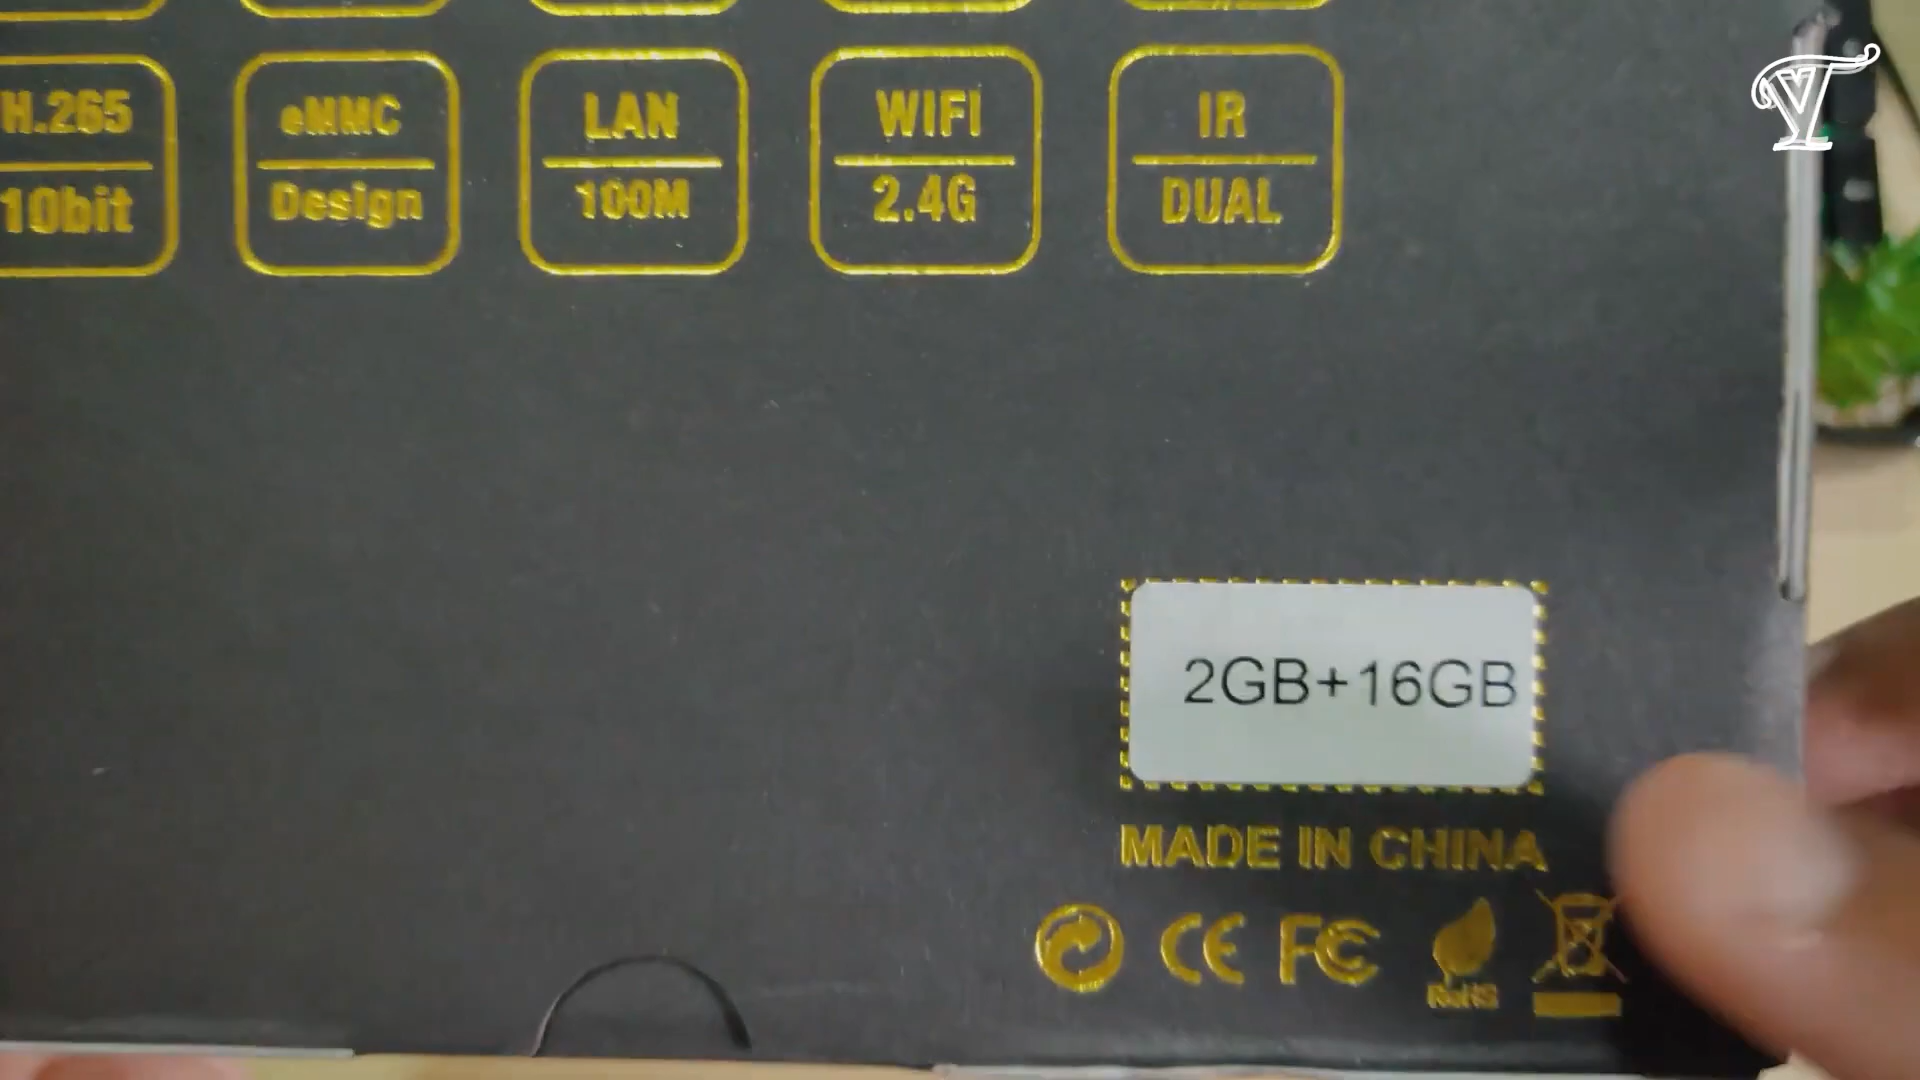 H.265
10bit
eMMC
Design
LAN
100M
WIFI
2.4G
IR
DUAL
2GB+16GB
MADE IN CHINA
CE FC
RoHS